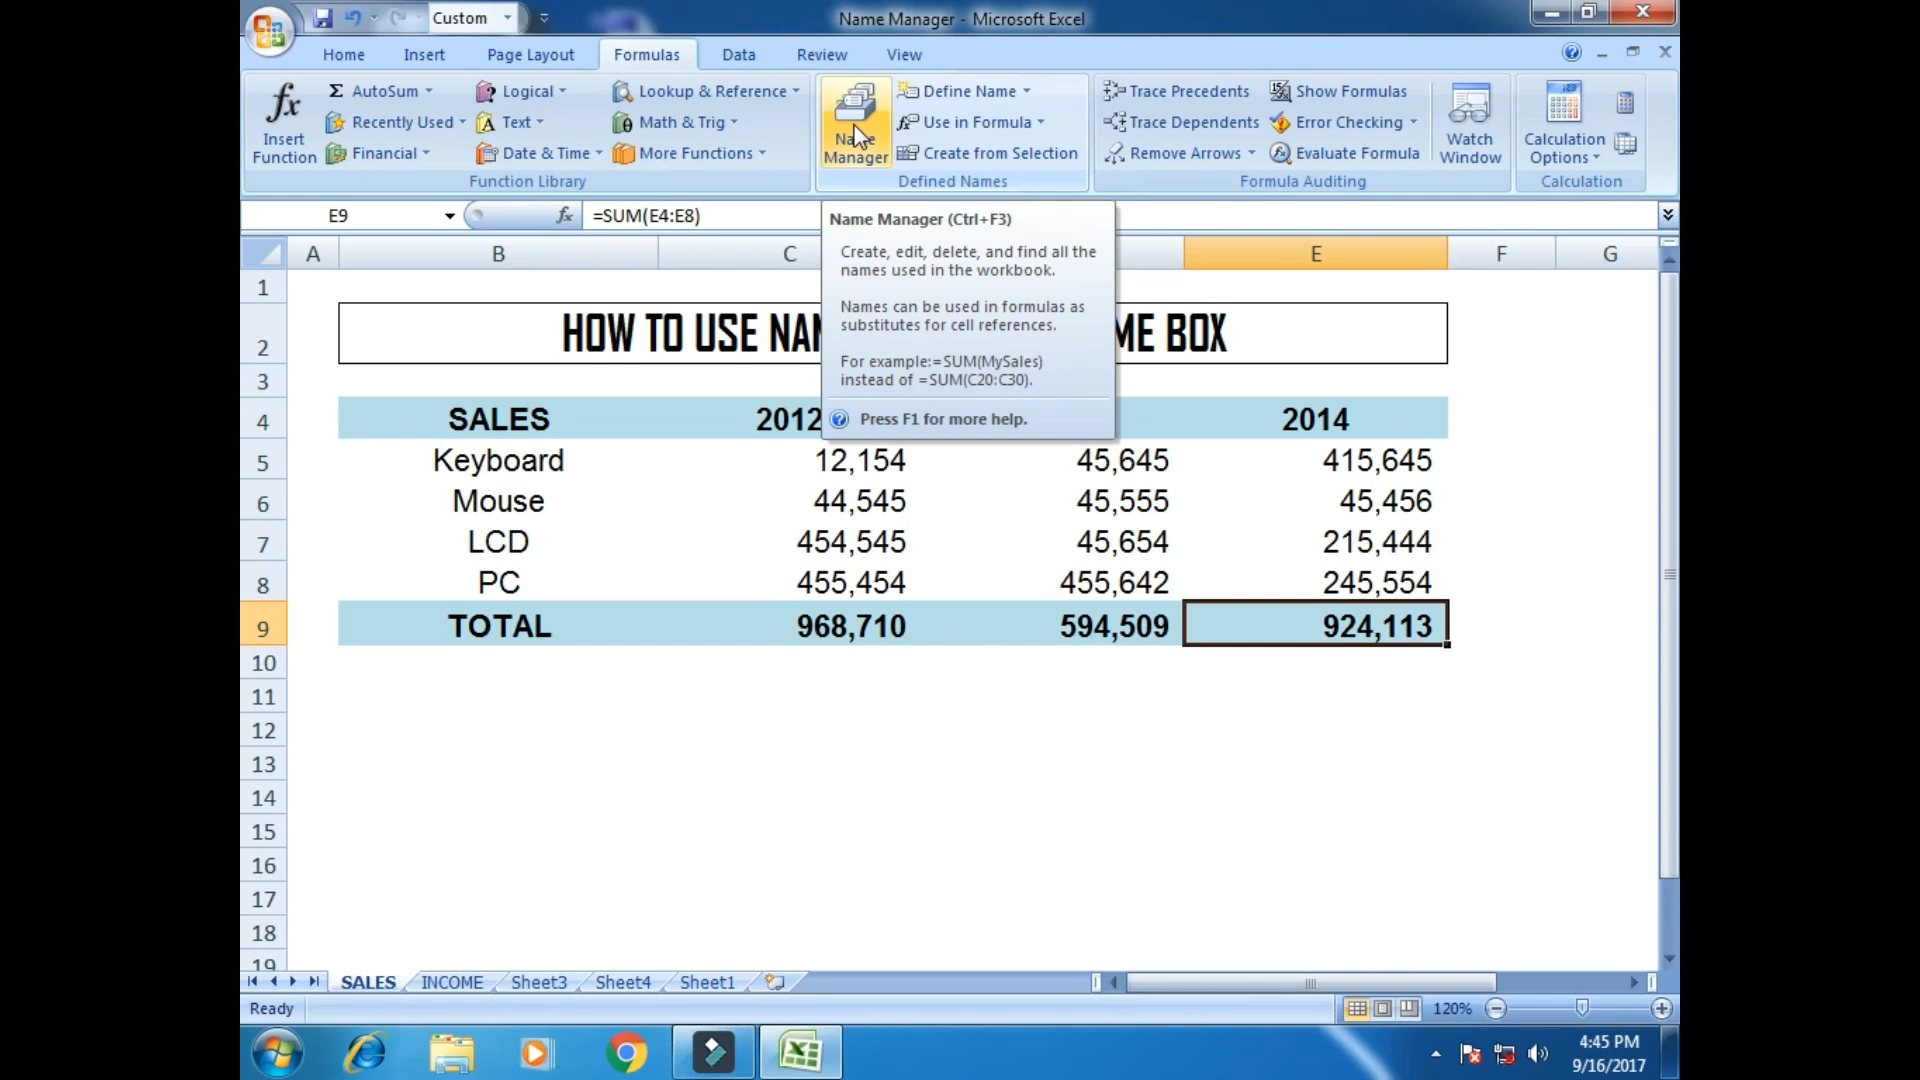 Custom
Name Manager - Microsoft Excel
Home Insert Page Layout Formulas Data Review View
fx Insert Function
Σ AutoSum
Recently Used
Financial
Logical
Text
Date & Time
Lookup & Reference
Math & Trig
More Functions
Function Library
Name Manager
Define Name
Use in Formula
Create from Selection
Defined Names
Trace Precedents
Trace Dependents
Remove Arrows
Show Formulas
Error Checking
Evaluate Formula
Formula Auditing
Watch Window
Calculation Options
Calculation
E9 fx =SUM(E4:E8)
Name Manager (Ctrl+F3)
Create, edit, delete, and find all the
names used in the workbook.
Names can be used in formulas as
substitutes for cell references.
For example:=SUM(MySales)
instead of =SUM(C20:C30).
Press F1 for more help.
A B C E F G
1
2 HOW TO USE NA ME BOX
3
4 SALES 2012 2014
5 Keyboard 12,154 45,645 415,645
6 Mouse 44,545 45,555 45,456
7 LCD 454,545 45,654 215,444
8 PC 455,454 455,642 245,554
9 TOTAL 968,710 594,509 924,113
10
11
12
13
14
15
16
17
18
19
SALES INCOME Sheet3 Sheet4 Sheet1
Ready 120%
4:45 PM
9/16/2017